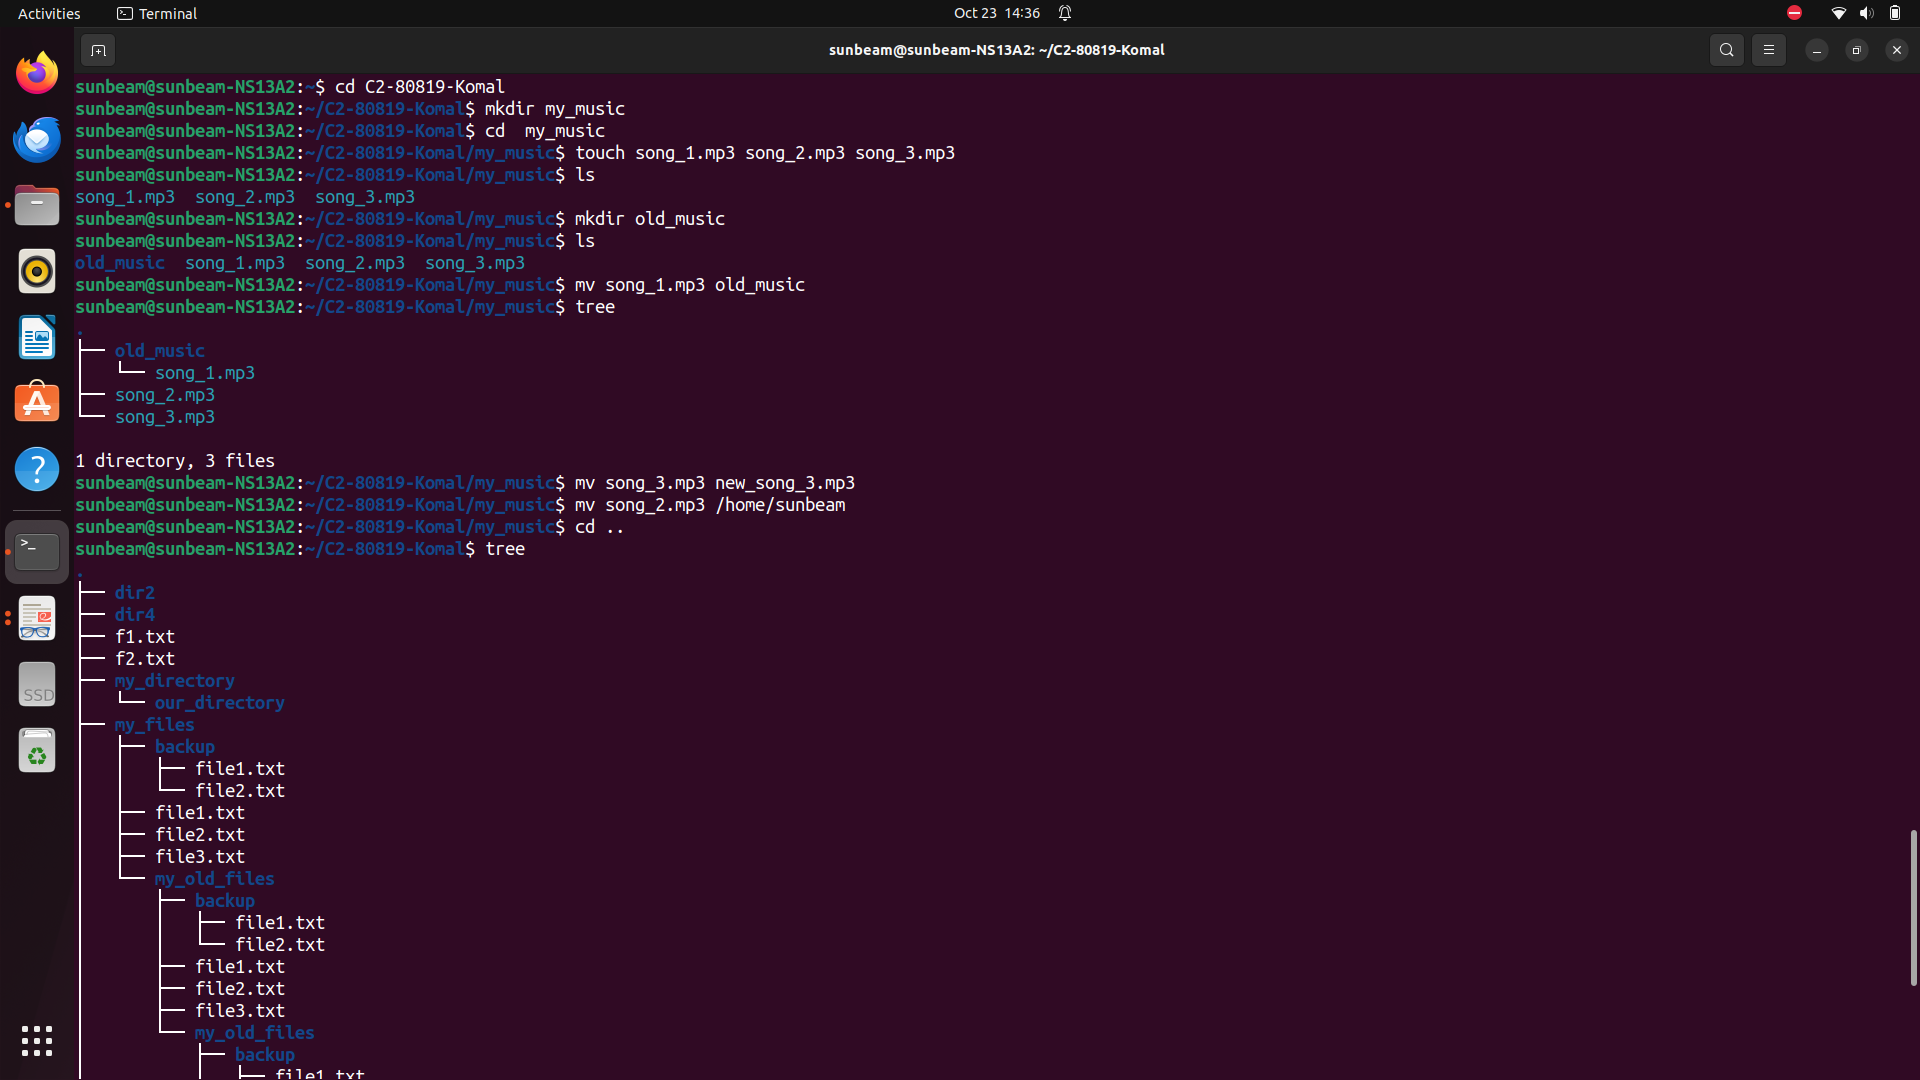 Activities Terminal Oct 23 14:36
sunbeam@sunbeam-NS13A2: ~/C2-80819-Komal
sunbeam@sunbeam-NS13A2:~$ cd C2-80819-Komal
sunbeam@sunbeam-NS13A2:~/C2-80819-Komal$ mkdir my_music
sunbeam@sunbeam-NS13A2:~/C2-80819-Komal$ cd  my_music
sunbeam@sunbeam-NS13A2:~/C2-80819-Komal/my_music$ touch song_1.mp3 song_2.mp3 song_3.mp3
sunbeam@sunbeam-NS13A2:~/C2-80819-Komal/my_music$ ls
song_1.mp3  song_2.mp3  song_3.mp3
sunbeam@sunbeam-NS13A2:~/C2-80819-Komal/my_music$ mkdir old_music
sunbeam@sunbeam-NS13A2:~/C2-80819-Komal/my_music$ ls
old_music  song_1.mp3  song_2.mp3  song_3.mp3
sunbeam@sunbeam-NS13A2:~/C2-80819-Komal/my_music$ mv song_1.mp3 old_music
sunbeam@sunbeam-NS13A2:~/C2-80819-Komal/my_music$ tree
.
├── old_music
│   └── song_1.mp3
├── song_2.mp3
└── song_3.mp3
1 directory, 3 files
sunbeam@sunbeam-NS13A2:~/C2-80819-Komal/my_music$ mv song_3.mp3 new_song_3.mp3
sunbeam@sunbeam-NS13A2:~/C2-80819-Komal/my_music$ mv song_2.mp3 /home/sunbeam
sunbeam@sunbeam-NS13A2:~/C2-80819-Komal/my_music$ cd ..
sunbeam@sunbeam-NS13A2:~/C2-80819-Komal$ tree
.
├── dir2
├── dir4
├── f1.txt
├── f2.txt
├── my_directory
│   └── our_directory
├── my_files
│   ├── backup
│   │   ├── file1.txt
│   │   └── file2.txt
│   ├── file1.txt
│   ├── file2.txt
│   ├── file3.txt
│   └── my_old_files
│       ├── backup
│       │   ├── file1.txt
│       │   └── file2.txt
│       ├── file1.txt
│       ├── file2.txt
│       ├── file3.txt
│       └── my_old_files
│           ├── backup
│           │   ├── file1.txt
SSD